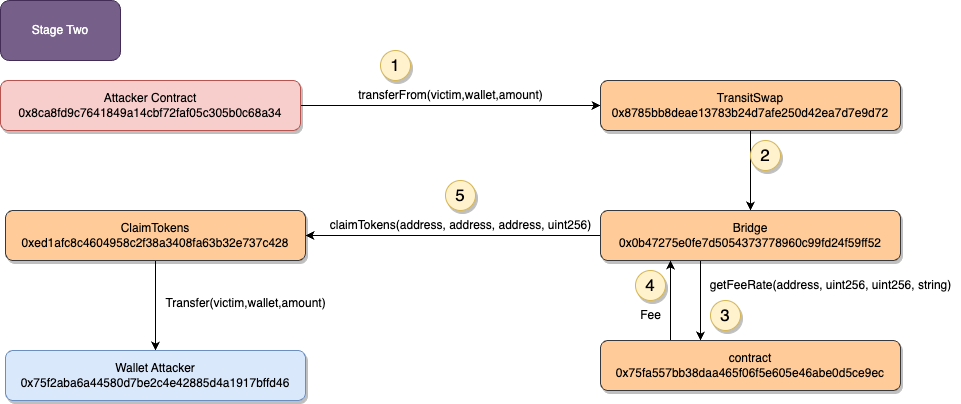 Stage Two
1
Attacker Contract
0x8ca8fd9c7641849a14cbf72faf05c305b0c68a34
transferFrom(victim,wallet,amount)
TransitSwap
0x8785bb8deae13783b24d7afe250d42ea7d7e9d72
2
5
ClaimTokens
0xed1afc8c4604958c2f38a3408fa63b32e737c428
claimTokens(address, address, address, uint256)
Bridge
0x0b47275e0fe7d5054373778960c99fd24f59ff52
Transfer(victim,wallet,amount)
4
getFeeRate(address, uint256, uint256, string)
Fee
3
Wallet Attacker
0x75f2aba6a44580d7be2c4e42885d4a1917bffd46
contract
0x75fa557bb38daa465f06f5e605e46abe0d5ce9ec